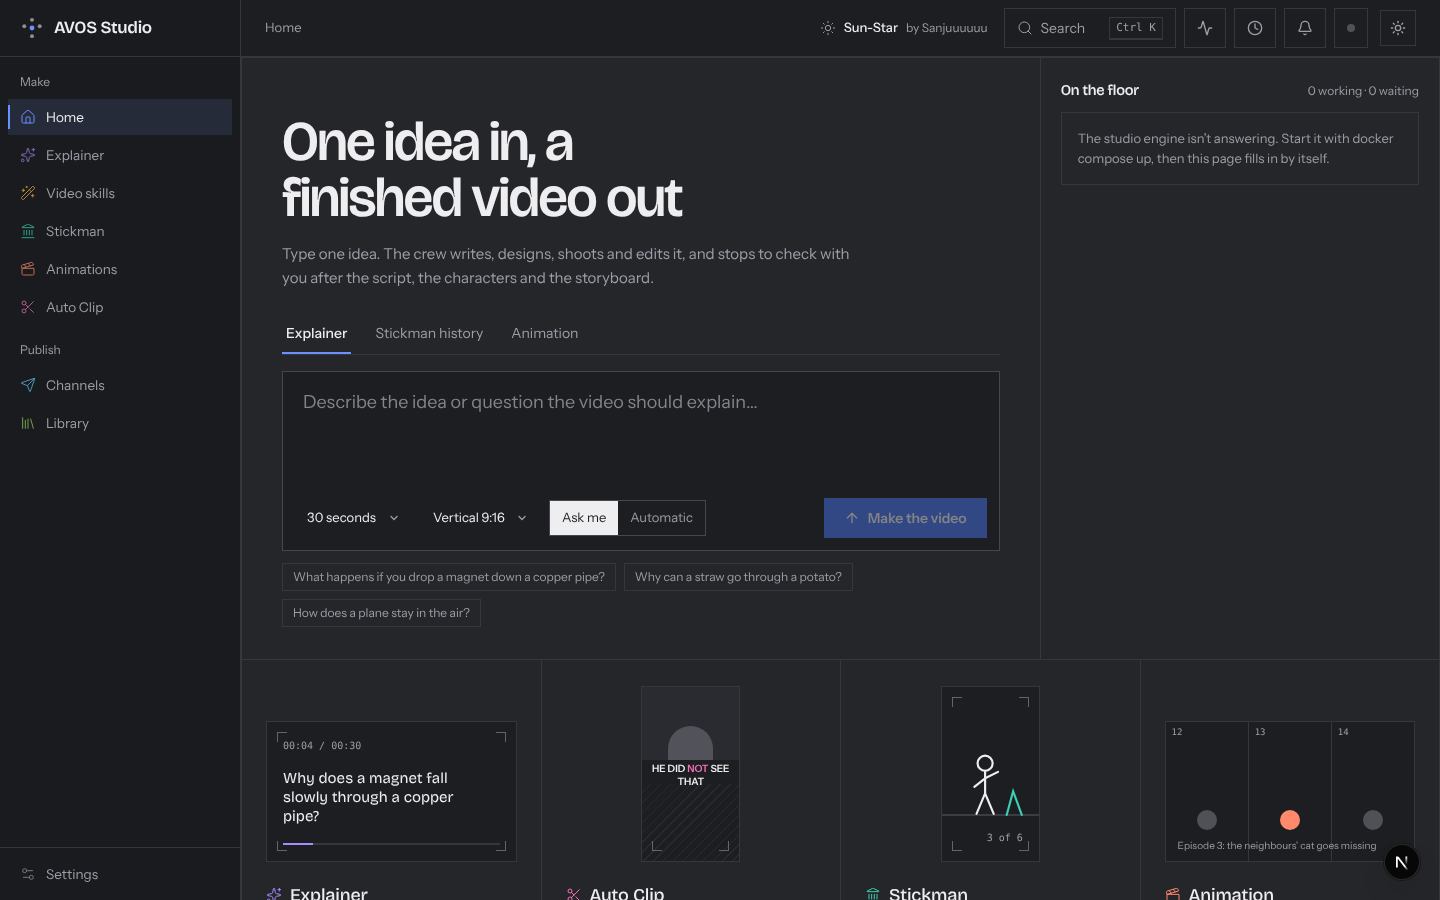 AVOS Studio
Home
Sun-Star by Sanjuuuuuu
Search Ctrl K
Make
Home
Explainer
Video skills
Stickman
Animations
Auto Clip
Publish
Channels
Library
Settings
One idea in, a
finished video out
Type one idea. The crew writes, designs, shoots and edits it, and stops to check with
you after the script, the characters and the storyboard.
Explainer Stickman history Animation
Describe the idea or question the video should explain...
30 seconds Vertical 9:16 Ask me Automatic Make the video
What happens if you drop a magnet down a copper pipe? Why can a straw go through a potato?
How does a plane stay in the air?
On the floor 0 working · 0 waiting
The studio engine isn't answering. Start it with docker
compose up, then this page fills in by itself.
00:04 / 00:30
Why does a magnet fall
slowly through a copper
pipe?
Explainer
HE DID NOT SEE
THAT
Auto Clip
3 of 6
Stickman
12 13 14
Episode 3: the neighbours' cat goes missing
Animation
N